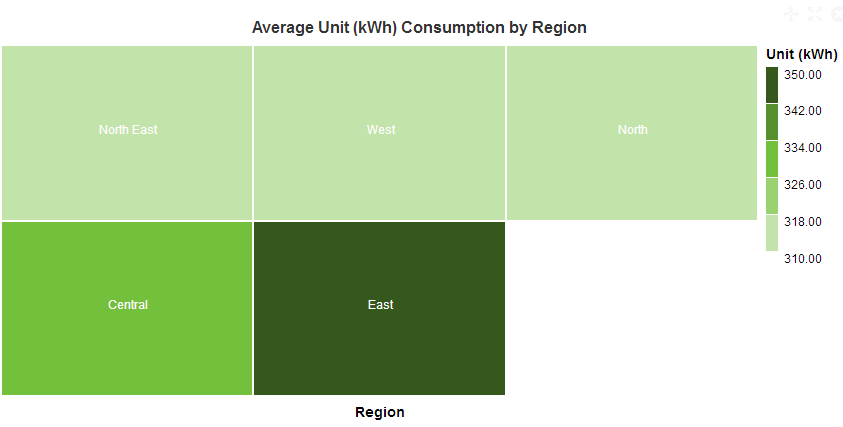 Average Unit (kWh) Consumption by Region
Unit (kWh)
350.00
342.00
334.00
326.00
318.00
310.00
North East
West
North
Central
East
Region